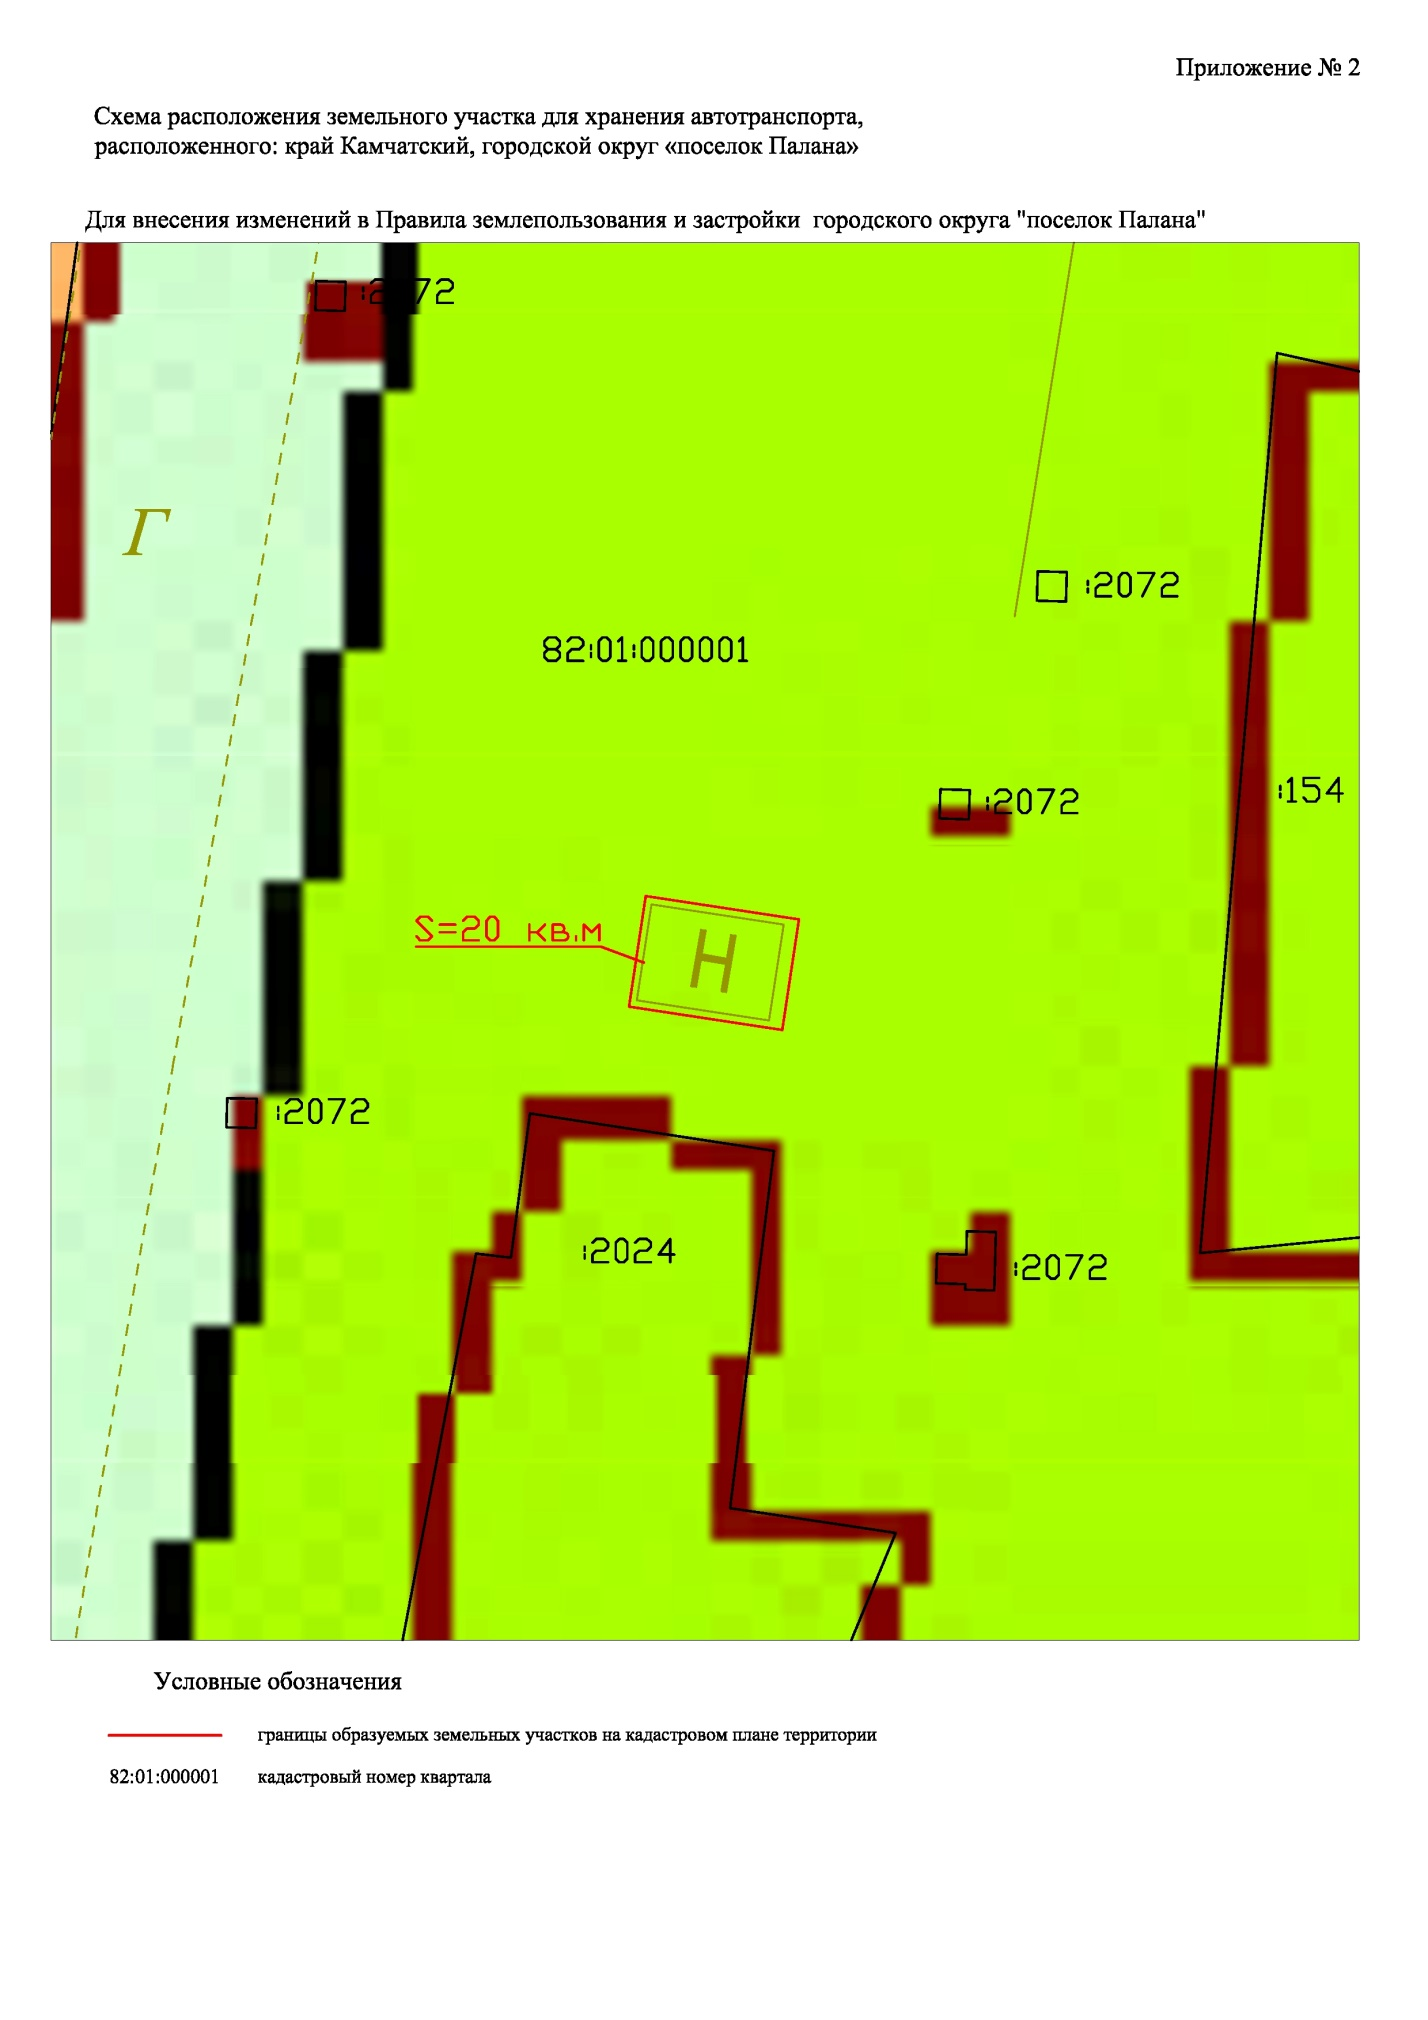 Приложение № 2
Схема расположения земельного участка для хранения автотранспорта,
расположенного: край Камчатский, городской округ «поселок Палана»
Для внесения изменений в Правила землепользования и застройки городского округа "поселок Палана"
:2072
Г
:2072
82:01:000001
:154
:2072
S=20 кв.м
Н
:2072
:2024
:2072
Условные обозначения
границы образуемых земельных участков на кадастровом плане территории
82:01:000001 кадастровый номер квартала